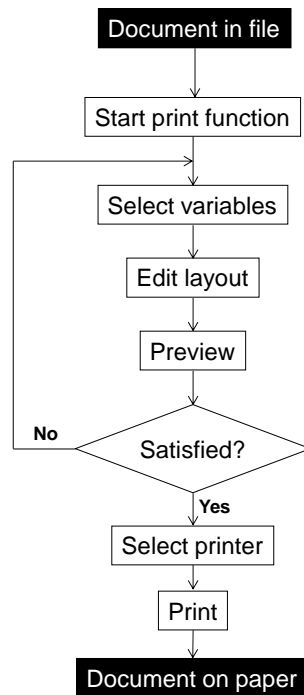 Document in file
Start print function
Select variables
Edit layout
Preview
Satisfied?
No
Yes
Select printer
Print
Document on paper